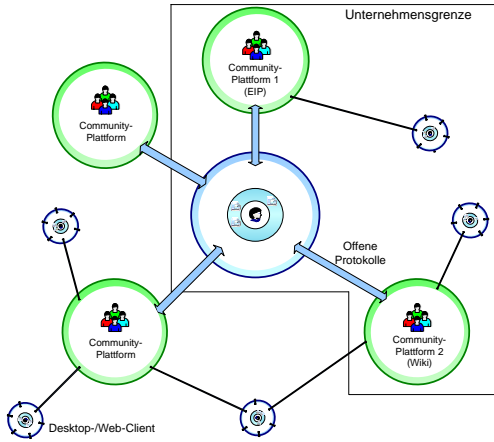 Unternehmensgrenze
Community-
Plattform 1
(EIP)
Community-
Plattform
Offene
Protokolle
Community-
Plattform
Community-
Plattform 2
(Wiki)
Desktop-/Web-Client